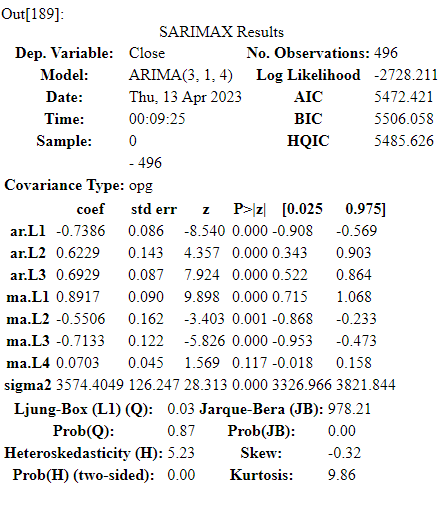 Out[189]:
SARIMAX Results
Dep. Variable: Close No. Observations: 496
Model: ARIMA(3, 1, 4) Log Likelihood -2728.211
Date: Thu, 13 Apr 2023 AIC 5472.421
Time: 00:09:25 BIC 5506.058
Sample: 0 HQIC 5485.626
- 496
Covariance Type: opg
coef std err z P>|z| [0.025 0.975]
ar.L1 -0.7386 0.086 -8.540 0.000 -0.908 -0.569
ar.L2 0.6229 0.143 4.357 0.000 0.343 0.903
ar.L3 0.6929 0.087 7.924 0.000 0.522 0.864
ma.L1 0.8917 0.090 9.898 0.000 0.715 1.068
ma.L2 -0.5506 0.162 -3.403 0.001 -0.868 -0.233
ma.L3 -0.7133 0.122 -5.826 0.000 -0.953 -0.473
ma.L4 0.0703 0.045 1.569 0.117 -0.018 0.158
sigma2 3574.4049 126.247 28.313 0.000 3326.966 3821.844
Ljung-Box (L1) (Q): 0.03 Jarque-Bera (JB): 978.21
Prob(Q): 0.87 Prob(JB): 0.00
Heteroskedasticity (H): 5.23 Skew: -0.32
Prob(H) (two-sided): 0.00 Kurtosis: 9.86